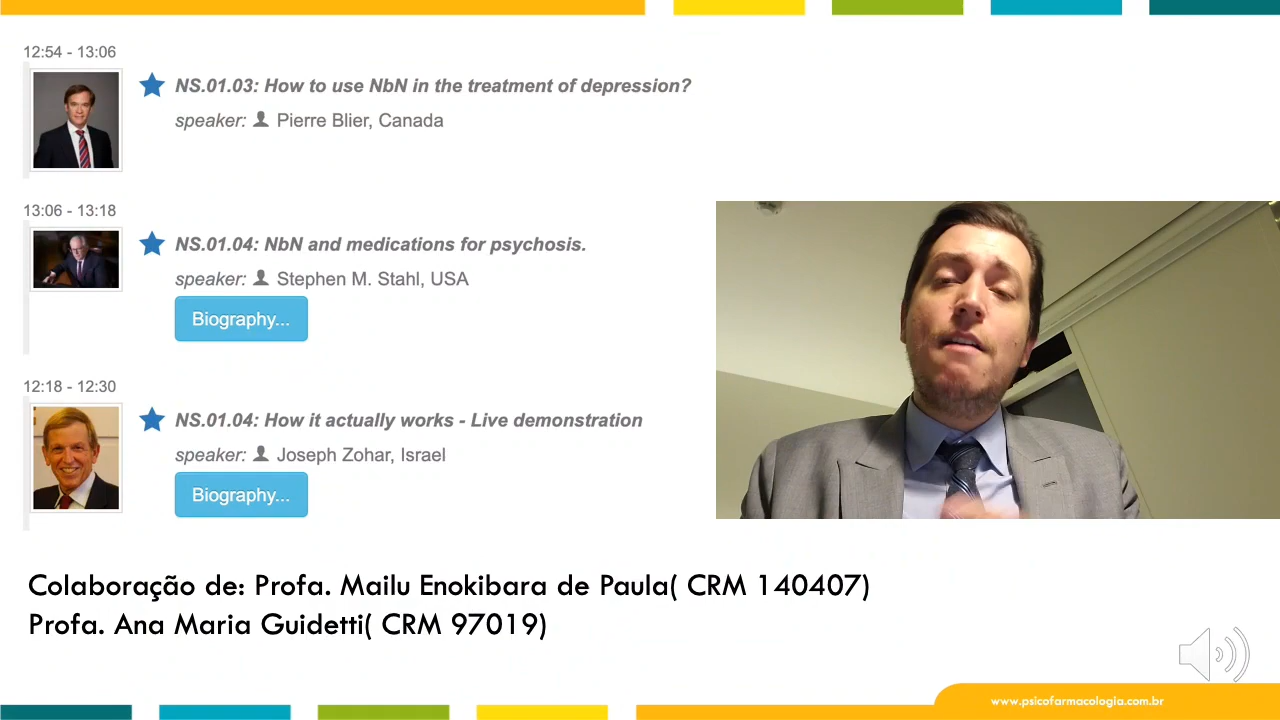 12:54 - 13:06
NS.01.03: How to use NbN in the treatment of depression?
speaker: Pierre Blier, Canada
13:06 - 13:18
NS.01.04: NbN and medications for psychosis.
speaker: Stephen M. Stahl, USA
Biography...
12:18 - 12:30
NS.01.04: How it actually works - Live demonstration
speaker: Joseph Zohar, Israel
Biography...
Colaboração de: Profa. Mailu Enokibara de Paula( CRM 140407)
Profa. Ana Maria Guidetti( CRM 97019)
www.psicofarmacologia.com.br